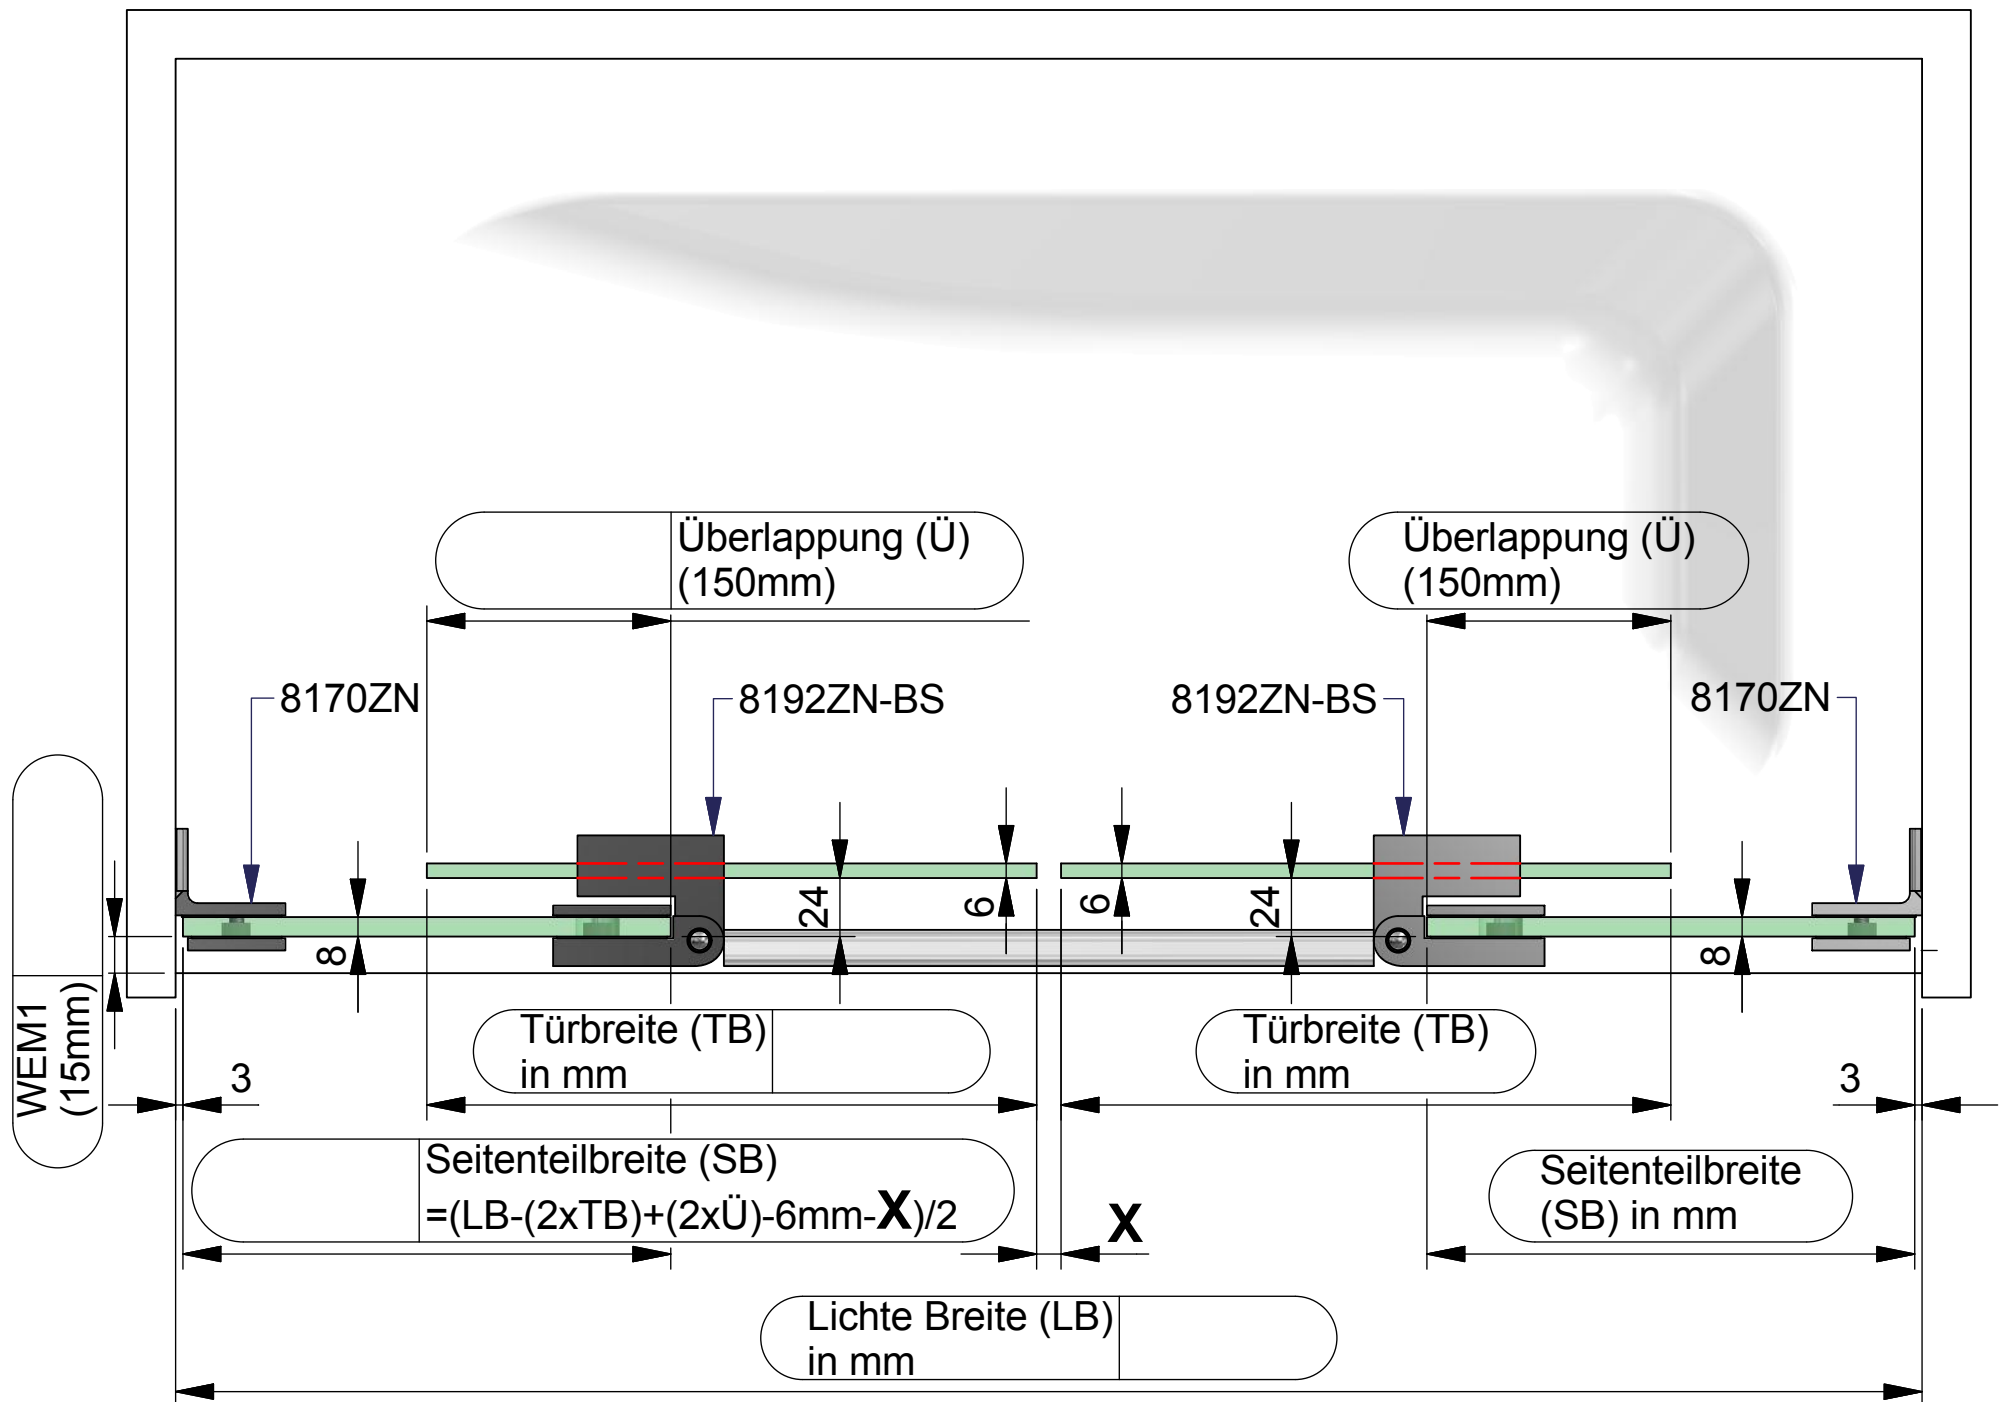 Überlappung (Ü)
(150mm)
Überlappung (Ü)
(150mm)
8170ZN
8192ZN-BS
8192ZN-BS
8170ZN
24
6
6
24
8
8
WEM1
(15mm)
Türbreite (TB)
in mm
Türbreite (TB)
in mm
3
3
Seitenteilbreite (SB)
=(LB-(2xTB)+(2xÜ)-6mm-X)/2
X
Seitenteilbreite
(SB) in mm
Lichte Breite (LB)
in mm